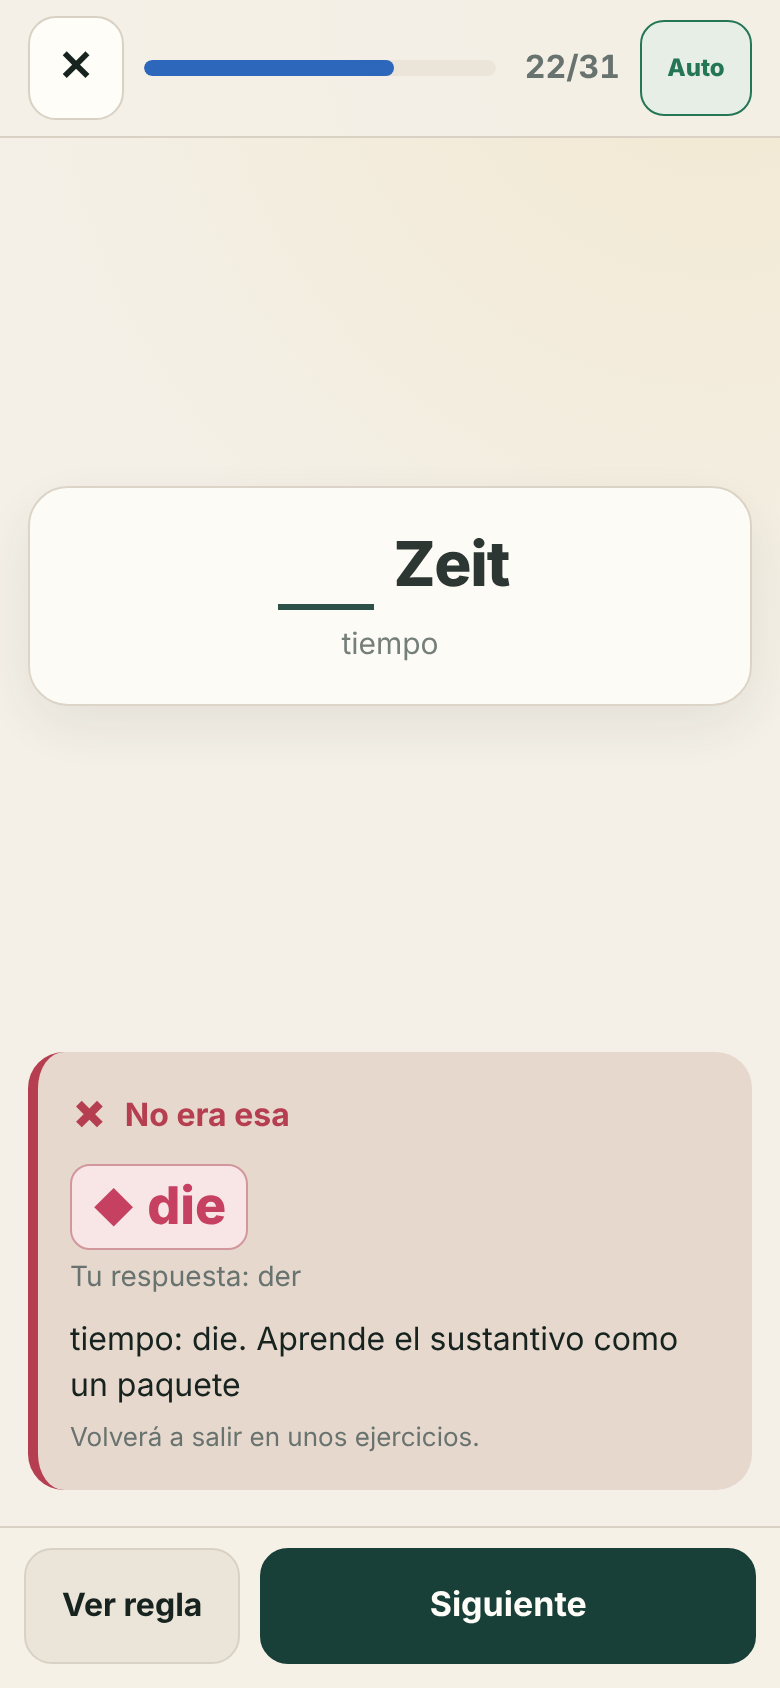 22/31
Auto
Zeit
tiempo
No era esa
die
Tu respuesta: der
tiempo: die. Aprende el sustantivo como
un paquete
Volverá a salir en unos ejercicios.
Ver regla
Siguiente